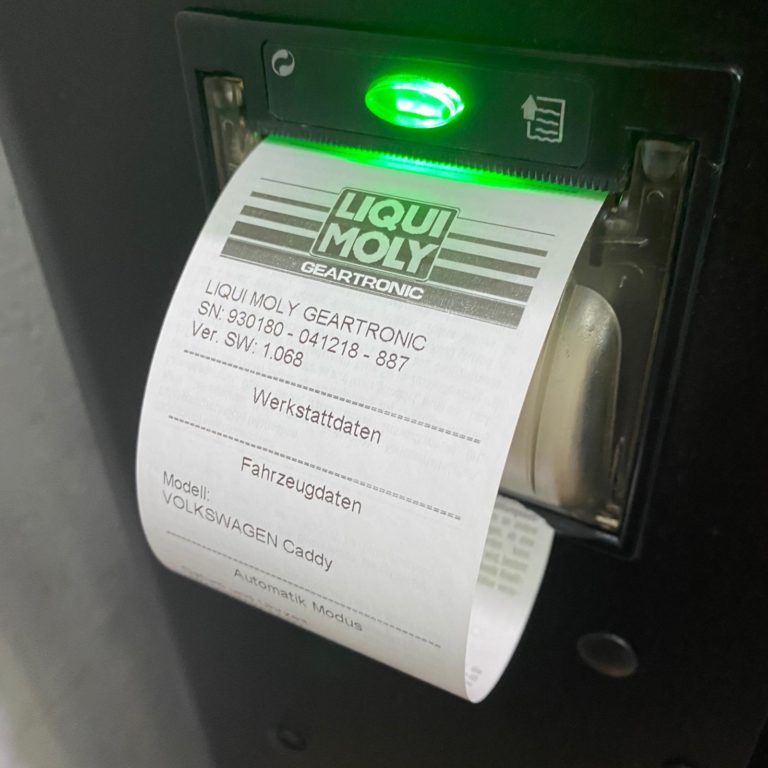 LIQUI
MOLY
GEARTRONIC
LIQUI MOLY GEARTRONIC
SN: 930180 - 041218 - 887
Ver. SW: 1.068
Werkstattdaten
Fahrzeugdaten
Modell:
VOLKSWAGEN Caddy
Automatik Modus